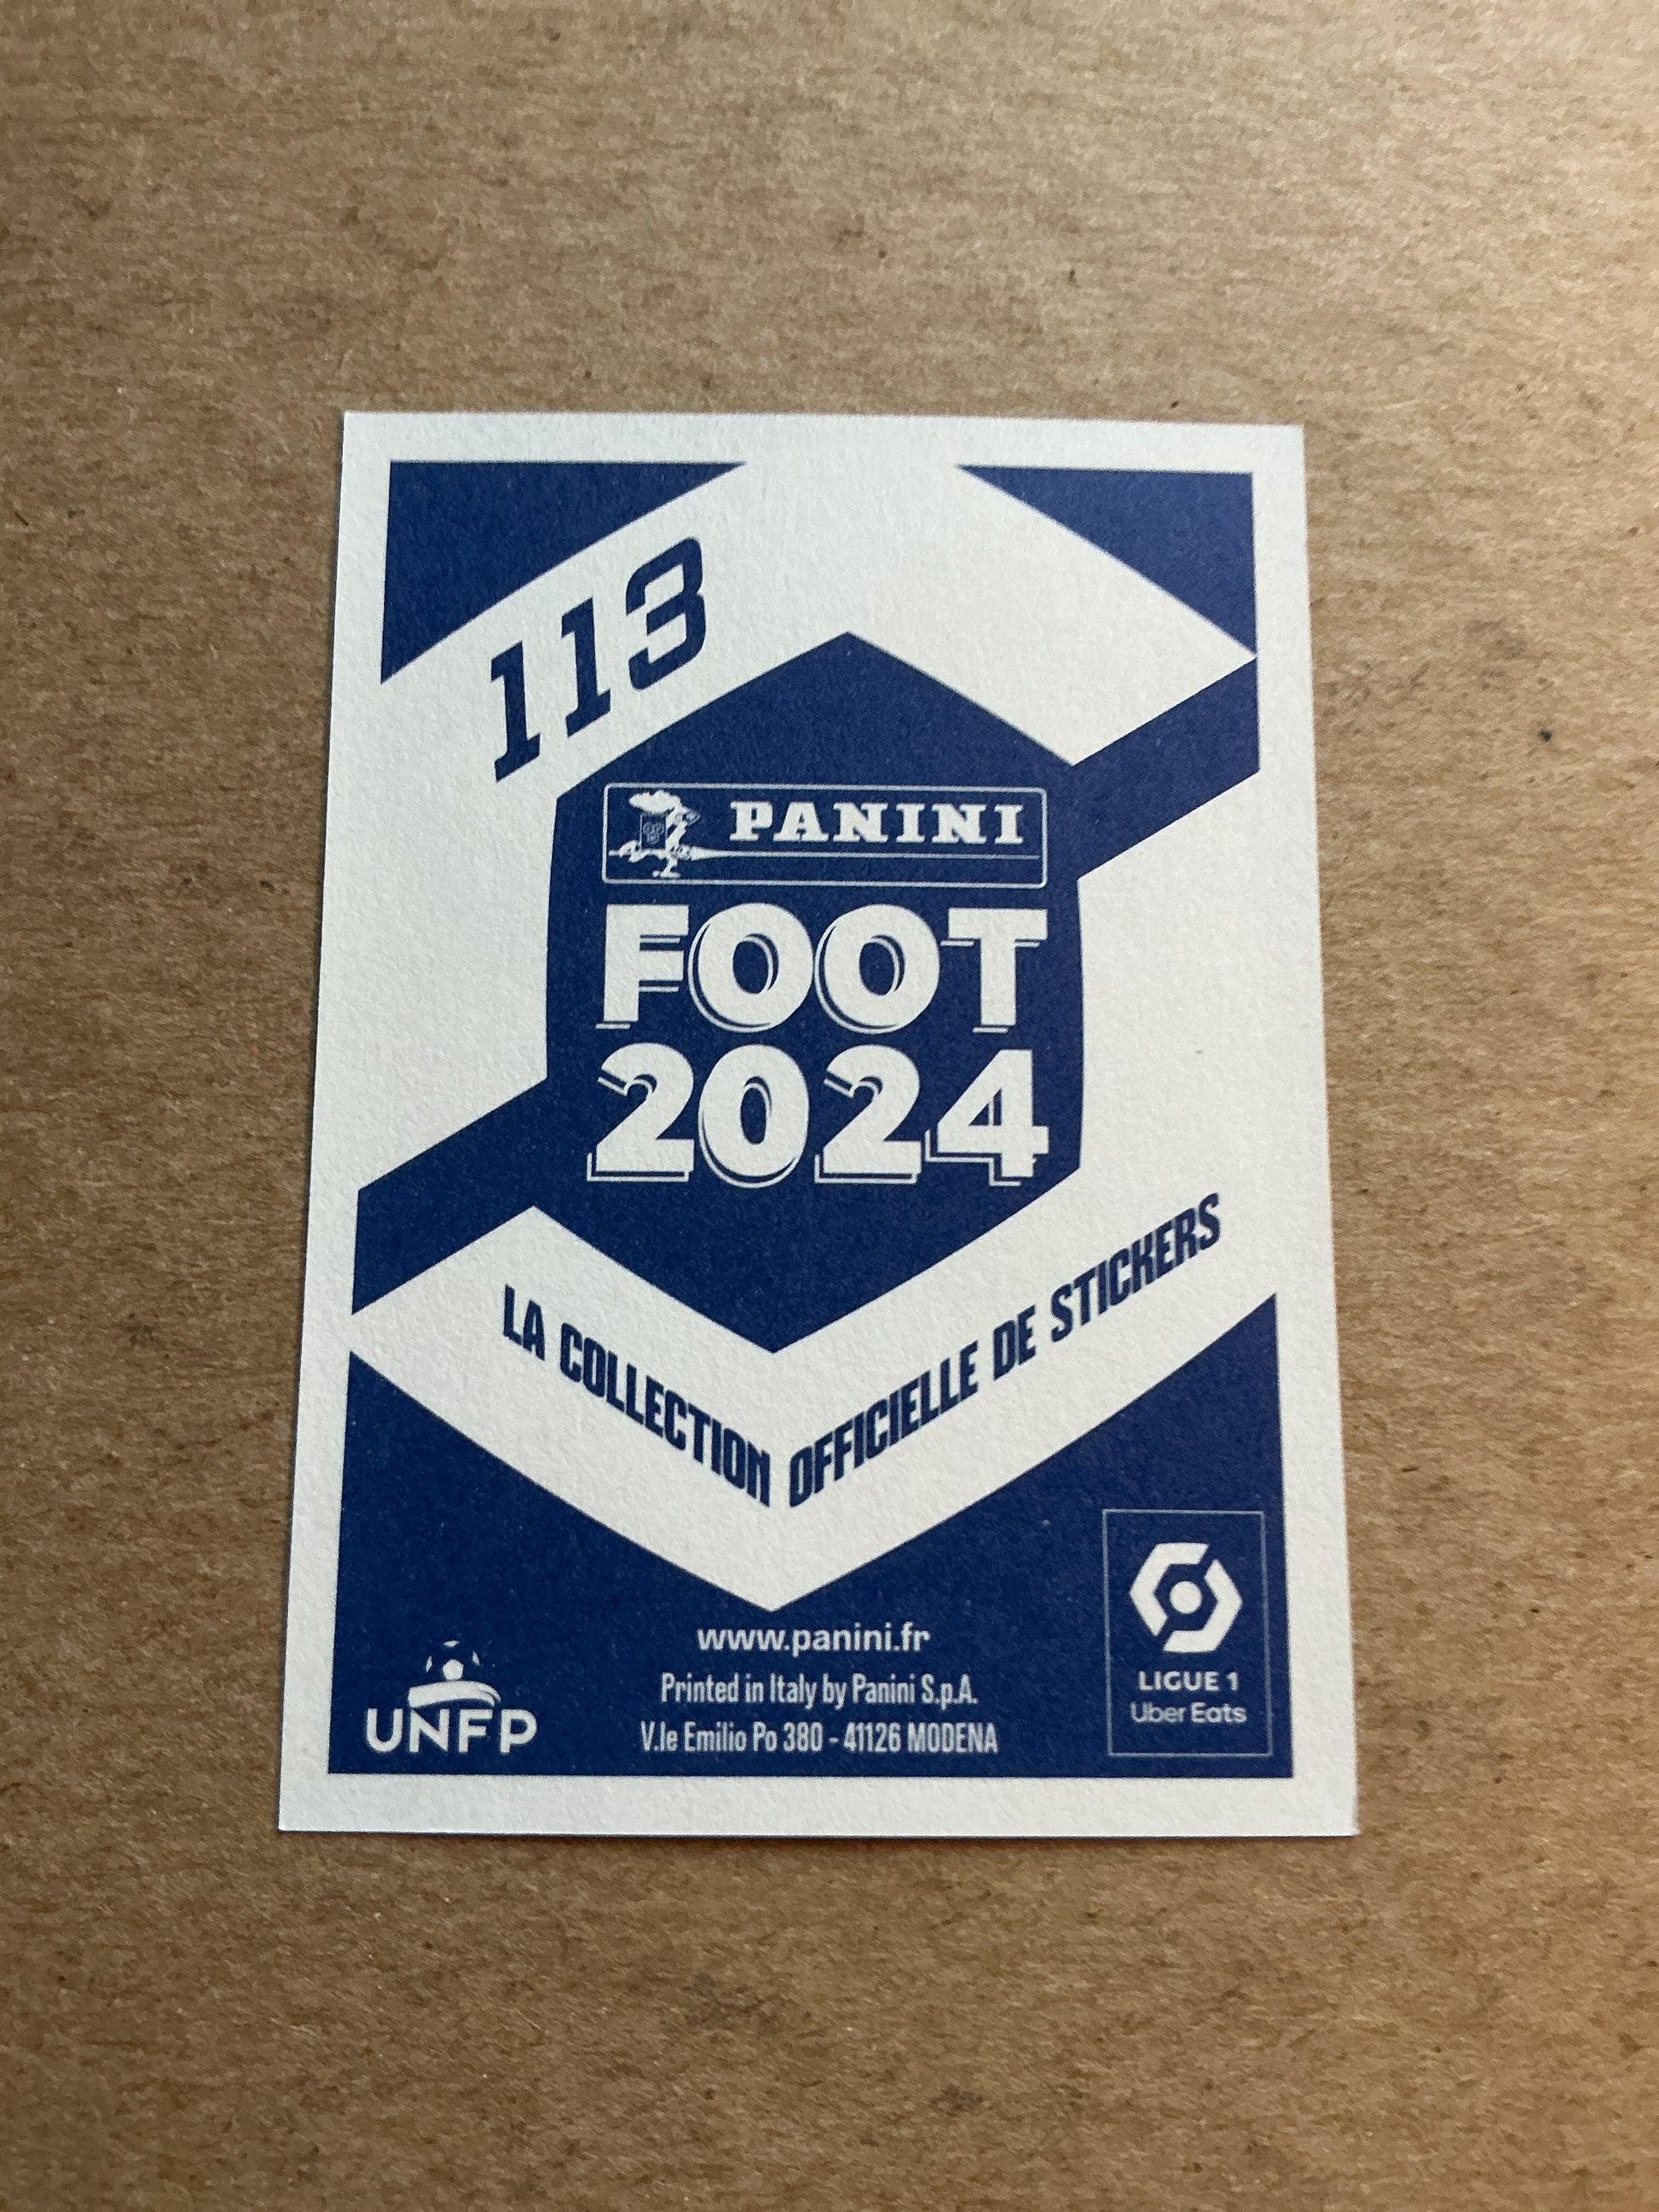 113
PANINI
FOOT
2024
LA COLLECTION OFFICIELLE DE STICKERS
www.panini.fr
Printed in Italy by Panini S.p.A.
V.le Emilio Po 380 - 41126 MODENA
UNFP
LIGUE 1
Uber Eats